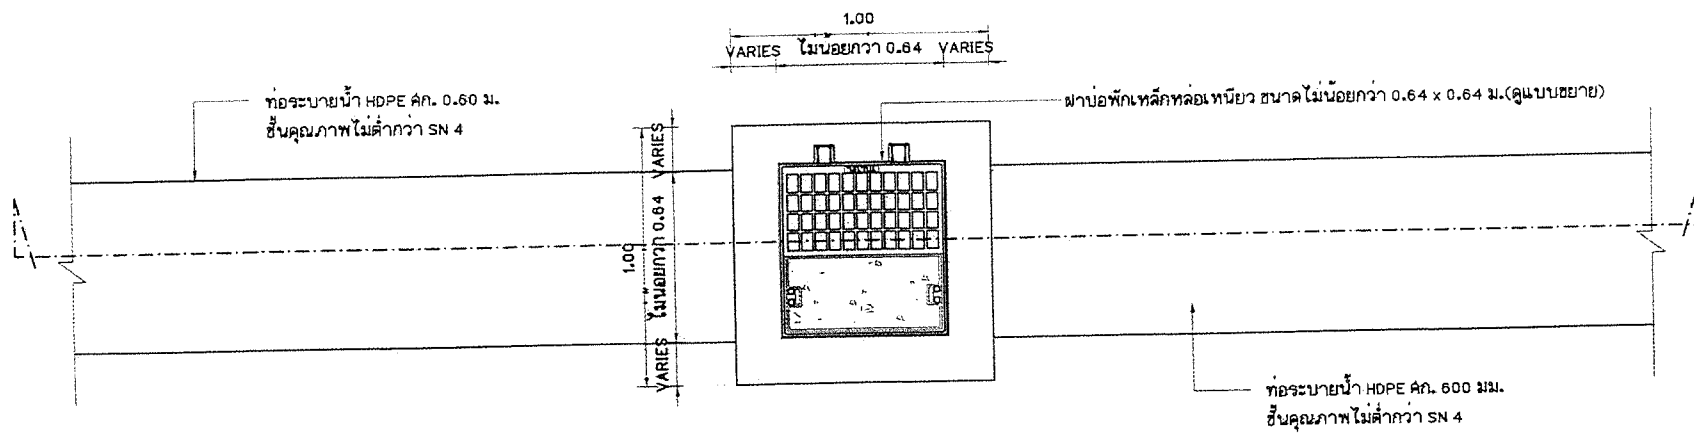 1.00
VARIES ไม่น้อยกว่า 0.64 VARIES
ท่อระบายน้ำ HDPE ศก. 0.60 ม.
ชั้นคุณภาพไม่ต่ำกว่า SN 4
ฝาบ่อพักเหล็กหล่อเหนียว ขนาดไม่น้อยกว่า 0.64 x 0.64 ม.(ดูแบบขยาย)
1.00
VARIES ไม่น้อยกว่า 0.64 VARIES
ท่อระบายน้ำ HDPE ศก. 600 มม.
ชั้นคุณภาพไม่ต่ำกว่า SN 4